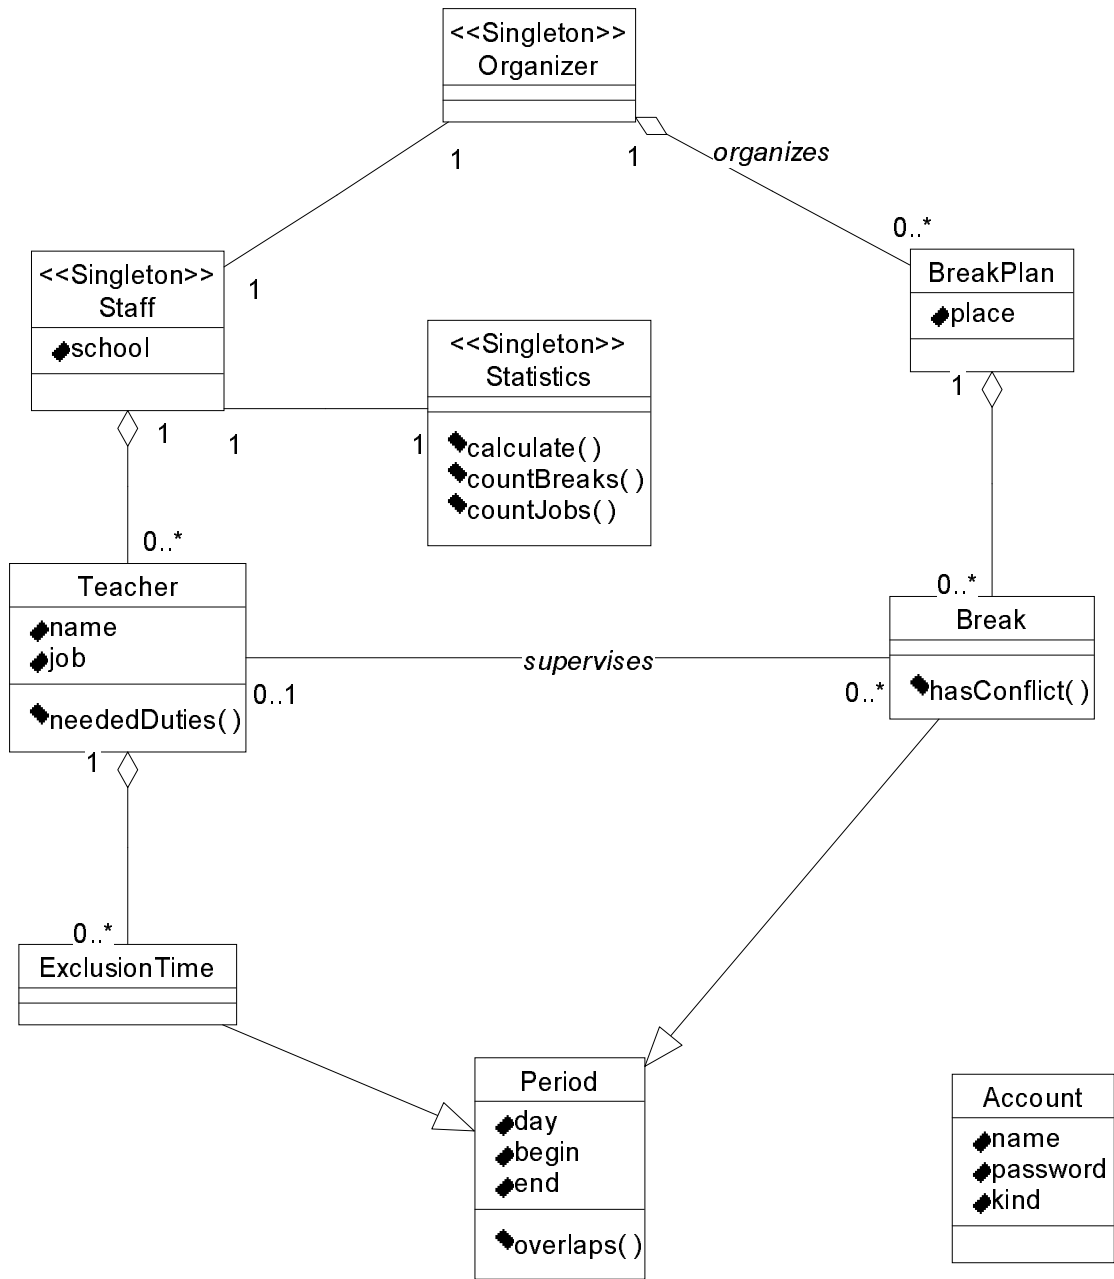 <<Singleton>>
Organizer
1
1
organizes
0..*
<<Singleton>>
Staff
school
1
BreakPlan
place
1
<<Singleton>>
Statistics
calculate( )
countBreaks( )
countJobs( )
1
1
1
0..*
Teacher
name
job
neededDuties( )
0..1
supervises
0..*
0..*
Break
hasConflict( )
1
0..*
ExclusionTime
Period
day
begin
end
overlaps( )
Account
name
password
kind